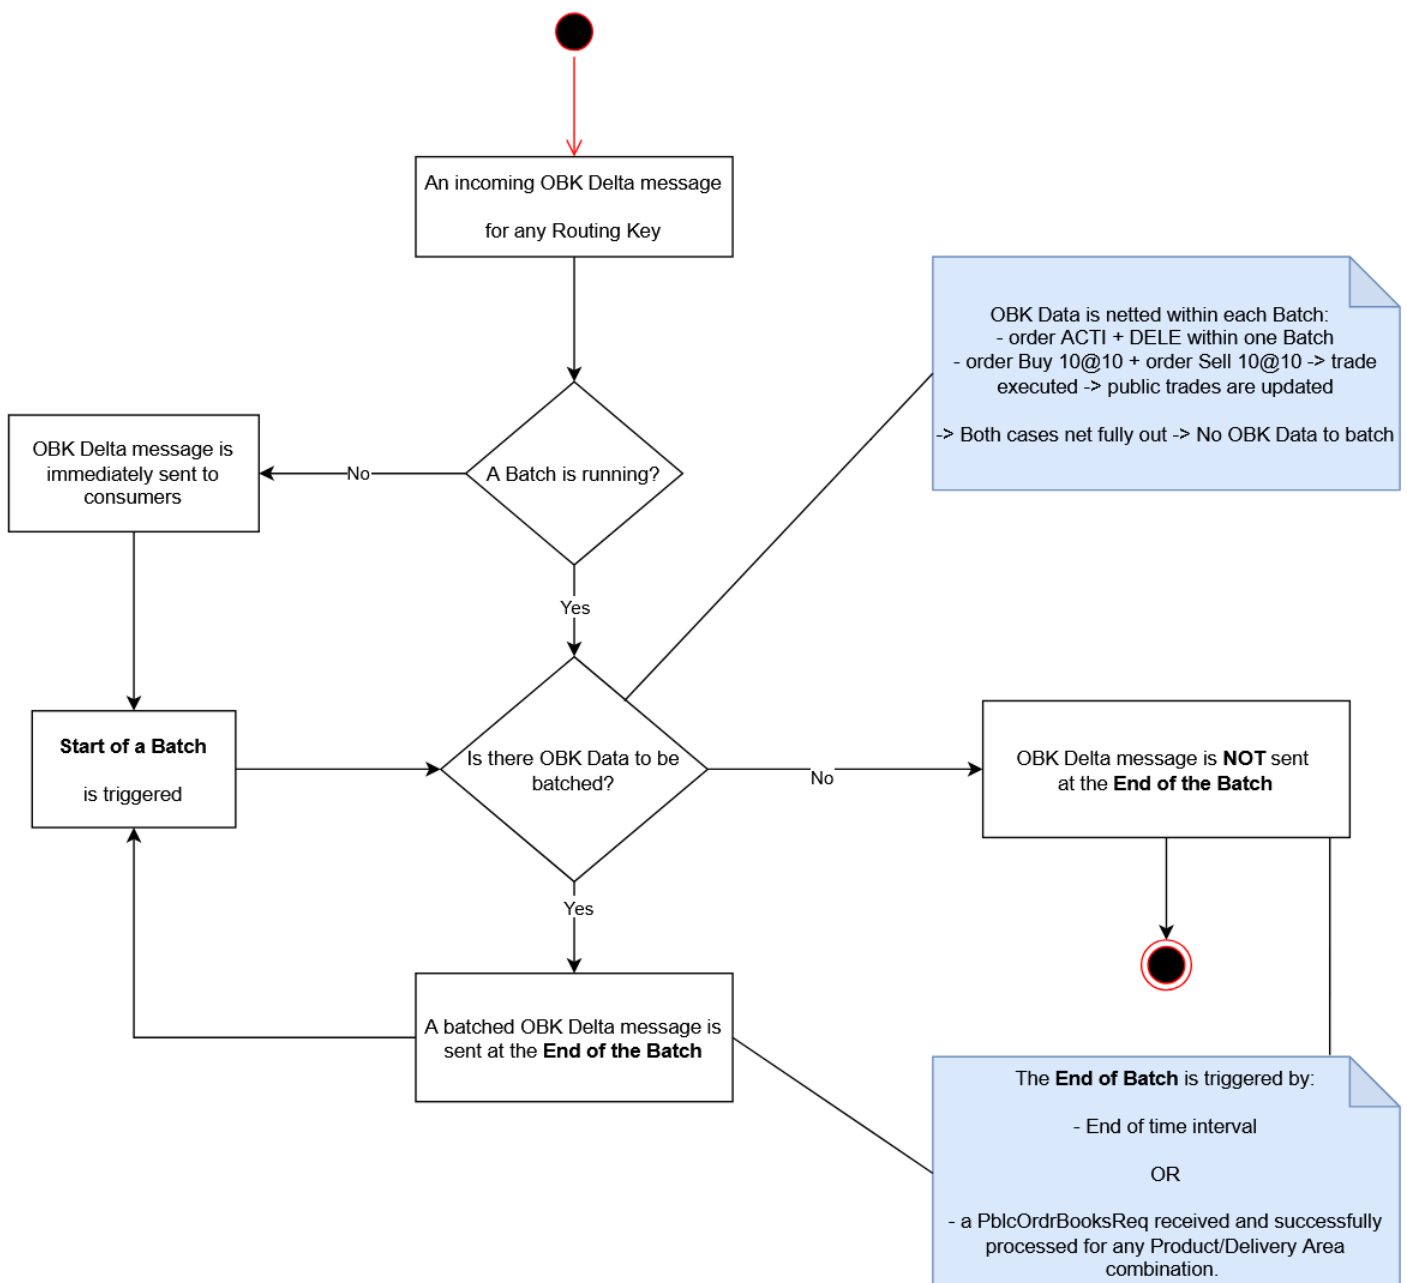 An incoming OBK Delta message
for any Routing Key
OBK Data is netted within each Batch:
- order ACTI + DELE within one Batch
- order Buy 10@10 + order Sell 10@10 -> trade
executed -> public trades are updated
-> Both cases net fully out -> No OBK Data to batch
OBK Delta message is
immediately sent to
consumers
No
A Batch is running?
Yes
Start of a Batch
is triggered
Is there OBK Data to be
batched?
No
OBK Delta message is NOT sent
at the End of the Batch
Yes
A batched OBK Delta message is
sent at the End of the Batch
The End of Batch is triggered by:
- End of time interval
OR
- a PblcOrdrBooksReq received and successfully
processed for any Product/Delivery Area
combination.